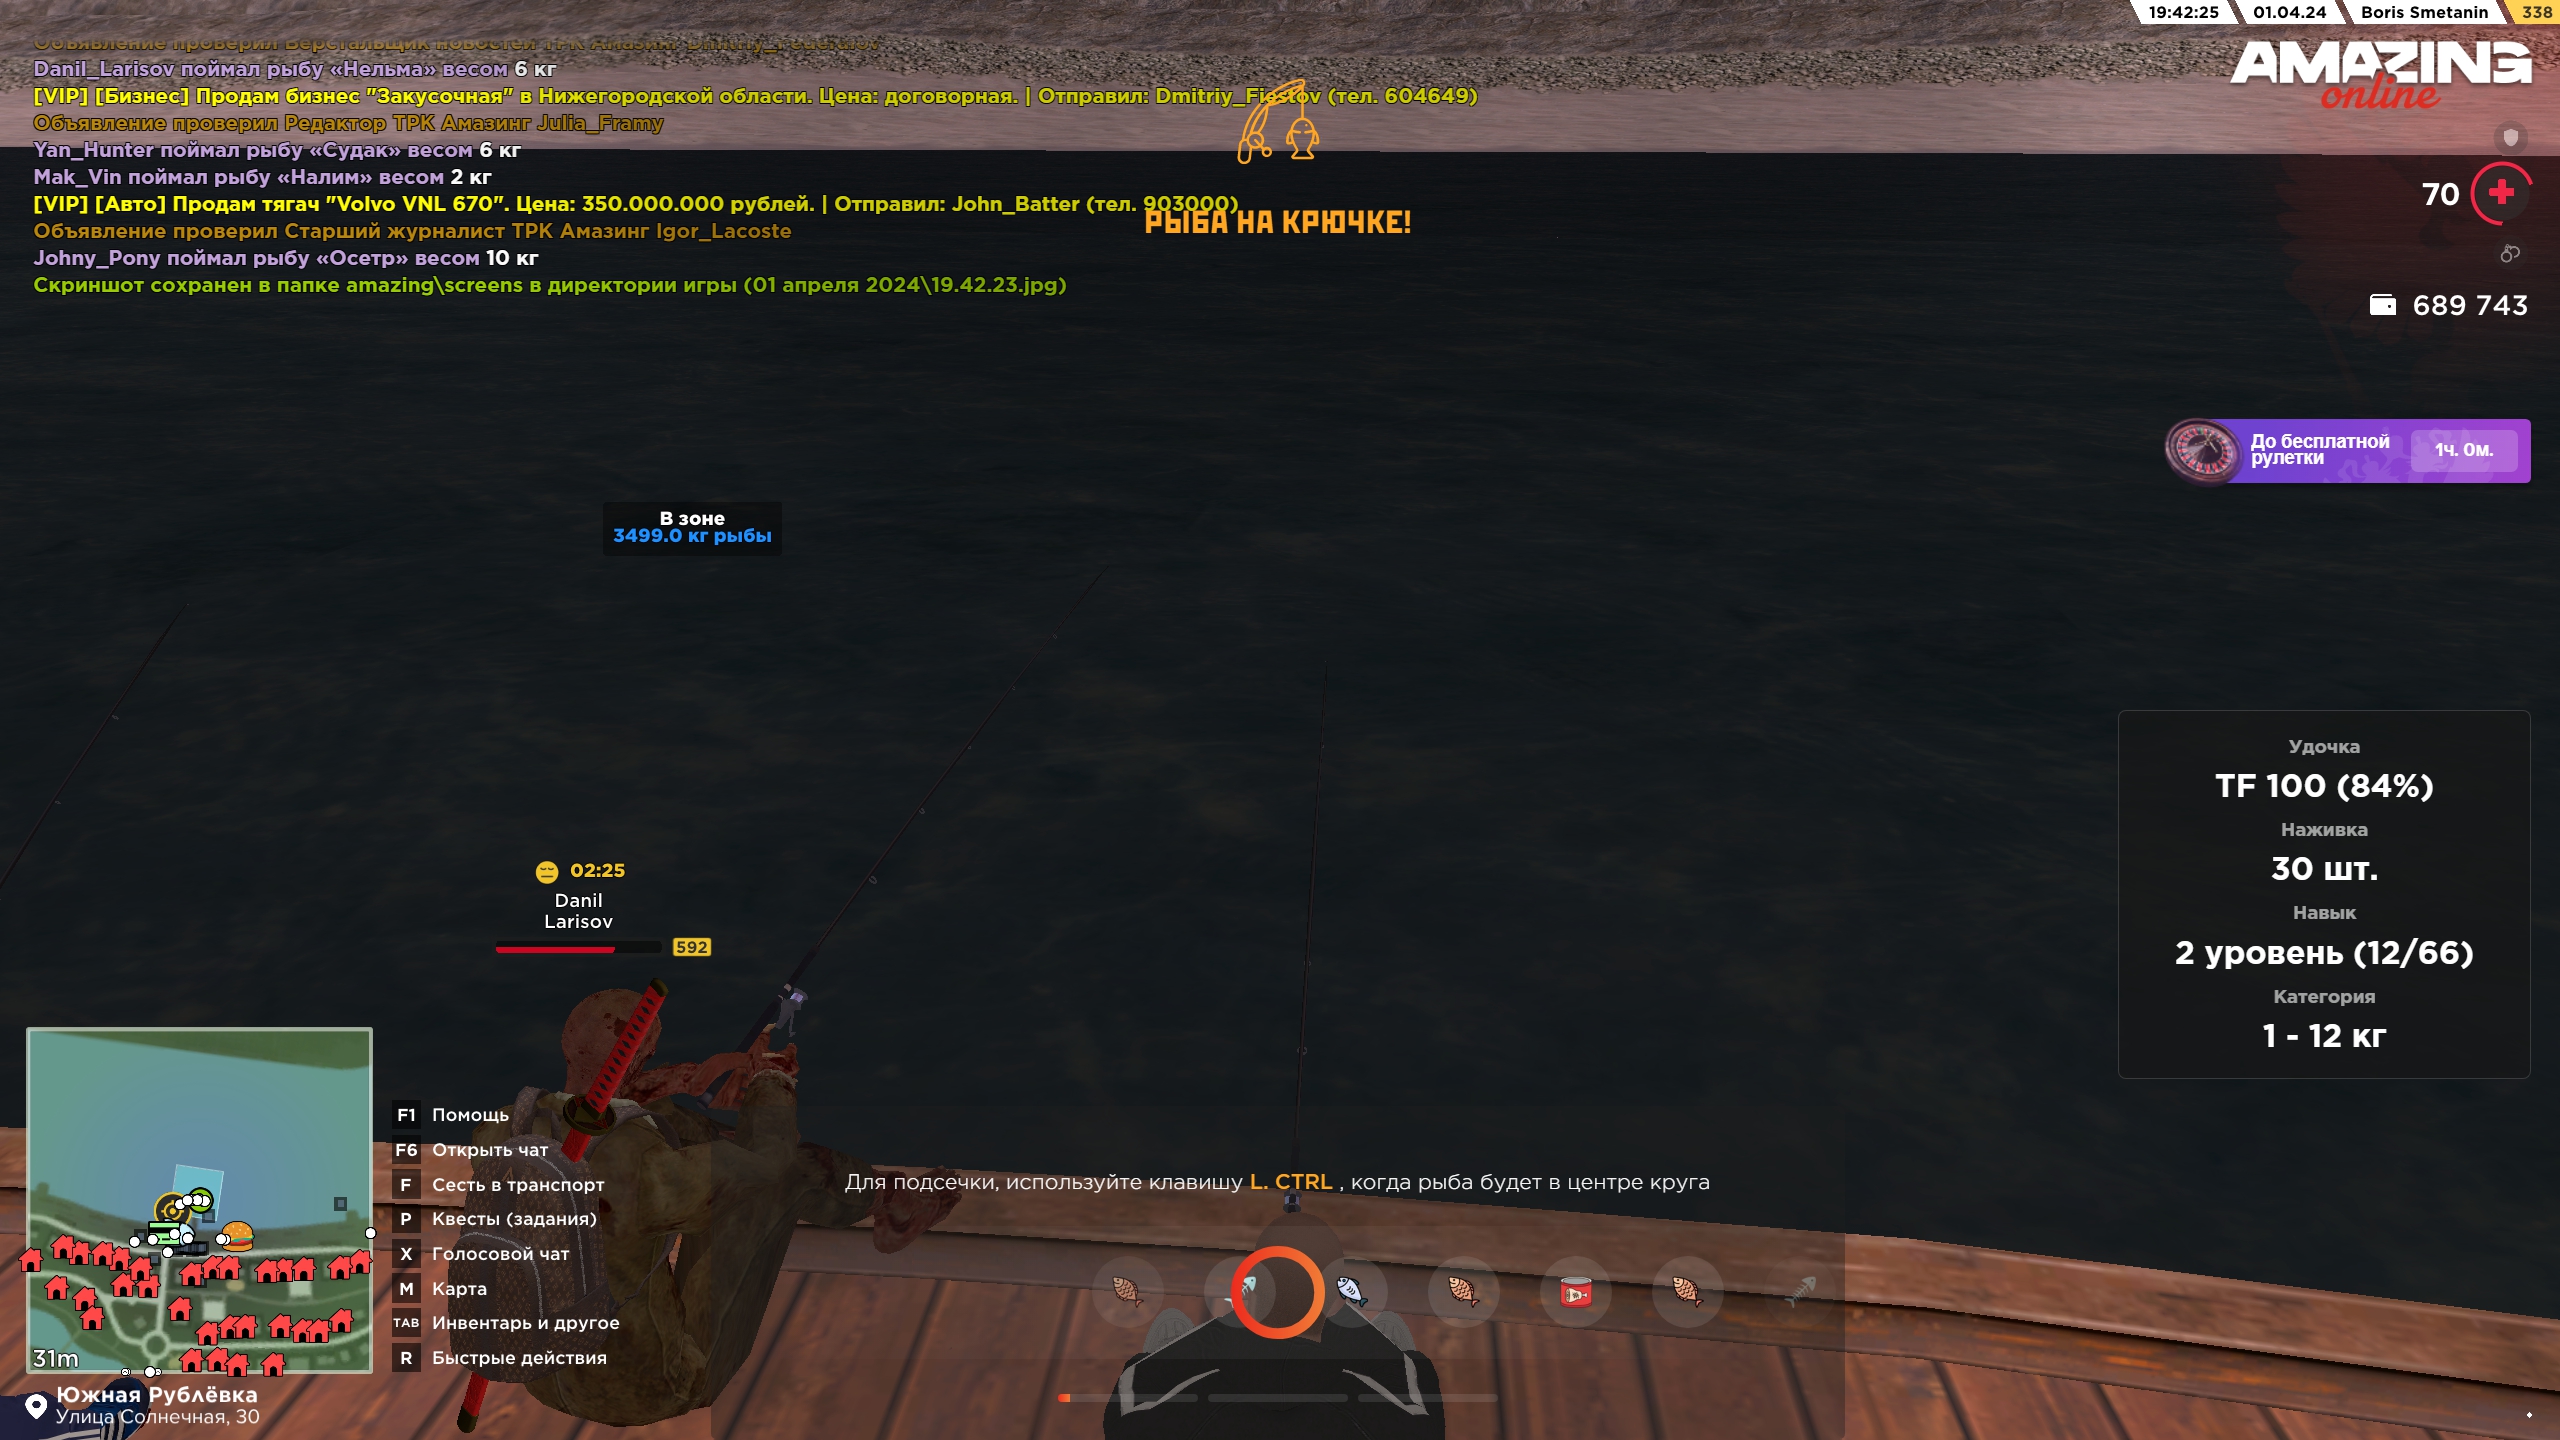 19:42:25 01.04.24 Boris Smetanin 338
AMAZING
online
Объявление проверил Верстальщик новостей ТРК Амазинг
Danil_Larisov поймал рыбу «Нельма» весом 6 кг
[VIP] [Бизнес] Продам бизнес "Закусочная" в Нижегородской области. Цена: договорная. | Отправил: Dmitriy_Fiestov (тел. 604649)
Объявление проверил Редактор ТРК Амазинг Julia_Framy
Yan_Hunter поймал рыбу «Судак» весом 6 кг
Mak_Vin поймал рыбу «Налим» весом 2 кг
[VIP] [Авто] Продам тягач "Volvo VNL 670". Цена: 350.000.000 рублей. | Отправил: John_Batter (тел. 903000)
Объявление проверил Старший журналист ТРК Амазинг Igor_Lacoste
Johny_Pony поймал рыбу «Осетр» весом 10 кг
Скриншот сохранен в папке amazing\screens в директории игры (01 апреля 2024\19.42.23.jpg)
РЫБА НА КРЮЧКЕ!
70
689 743
До бесплатной
рулетки
1ч. 0м.
В зоне
3499.0 кг рыбы
Удочка
TF 100 (84%)
Наживка
30 шт.
Навык
2 уровень (12/66)
Категория
1 - 12 кг
02:25
Danil
Larisov
592
F1 Помощь
F6 Открыть чат
F Сесть в транспорт
P Квесты (задания)
X Голосовой чат
M Карта
TAB Инвентарь и другое
R Быстрые действия
Для подсечки, используйте клавишу L. CTRL , когда рыба будет в центре круга
31m
Южная Рублёвка
Улица Солнечная, 30